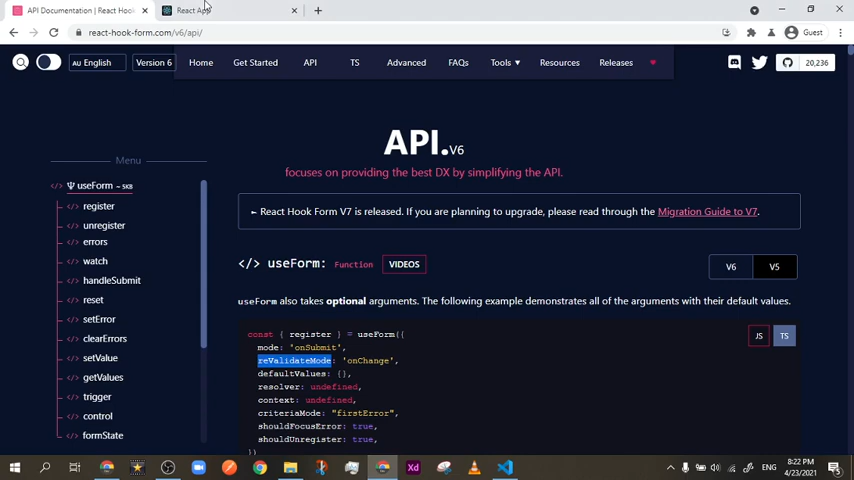 API Documentation | React Hook
React App
react-hook-form.com/v6/api/
Guest
AU English
Version 6
Home
Get Started
API
TS
Advanced
FAQs
Tools ▼
Resources
Releases
20,236
API.V6
focuses on providing the best DX by simplifying the API.
Menu
</> useForm ~ 5KB
</> register
</> unregister
</> errors
</> watch
</> handleSubmit
</> reset
</> setError
</> clearErrors
</> setValue
</> getValues
</> trigger
</> control
</> formState
► React Hook Form V7 is released. If you are planning to upgrade, please read through the Migration Guide to V7.
</> useForm: Function VIDEOS
V6
V5
useForm also takes optional arguments. The following example demonstrates all of the arguments with their default values.
JS
TS
const { register } = useForm({
mode: 'onSubmit',
reValidateMode: 'onChange',
defaultValues: {},
resolver: undefined,
context: undefined,
criteriaMode: "firstError",
shouldFocusError: true,
shouldUnregister: true,
})
Xd
ENG
8:22 PM
4/23/2021